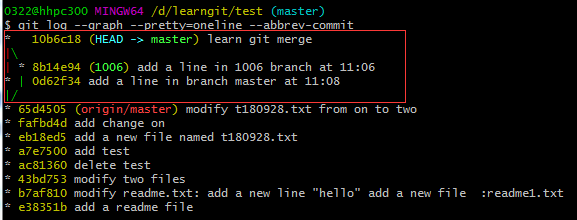 0322@hhpc300 MINGW64 /d/learngit/test (master)
$ git log --graph --pretty=oneline --abbrev-commit
*   10b6c18 (HEAD -> master) learn git merge
|\
| * 8b14e94 (1006) add a line in 1006 branch at 11:06
* | 0d62f34 add a line in branch master at 11:08
|/
* 65d4505 (origin/master) modify t180928.txt from on to two
* fafbd4d add change on
* eb18ed5 add a new file named t180928.txt
* a7e7500 add test
* ac81360 delete test
* 43bd753 modify two files
* b7af810 modify readme.txt: add a new line "hello" add a new file  :readme1.txt
* e38351b add a readme file